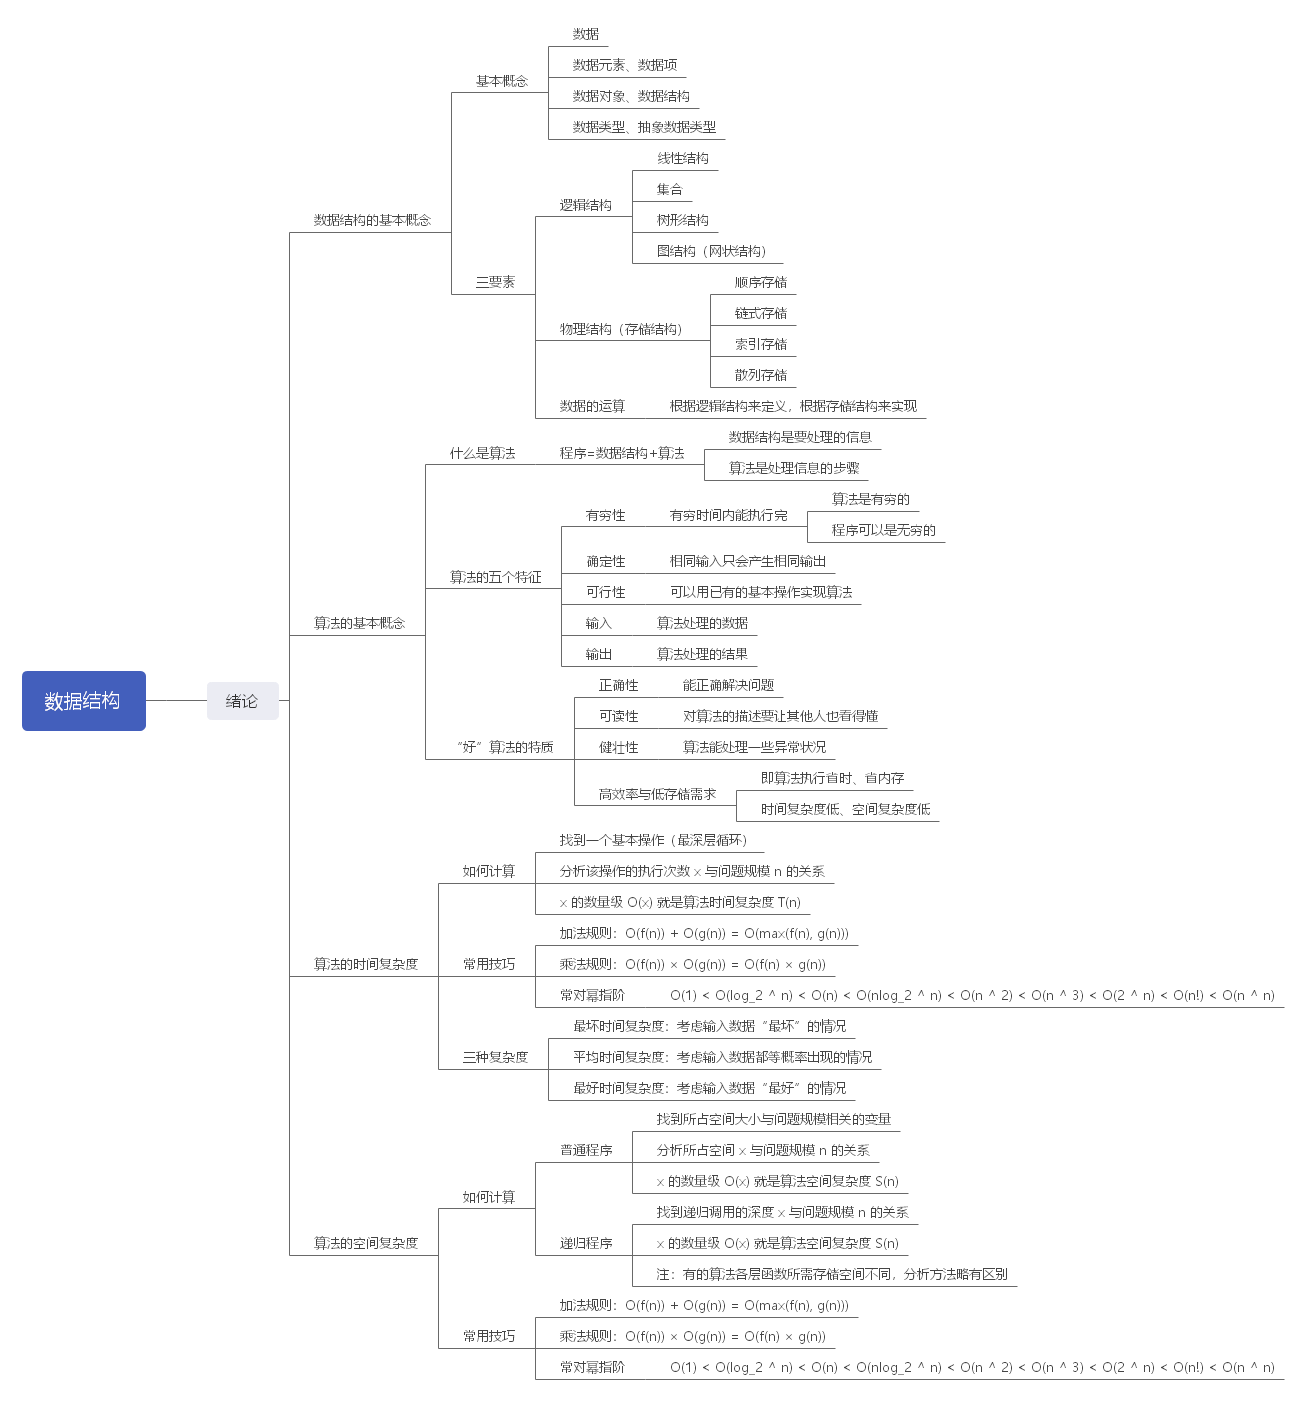 数据结构
绪论
数据结构的基本概念
基本概念
数据
数据元素、数据项
数据对象、数据结构
数据类型、抽象数据类型
三要素
逻辑结构
线性结构
集合
树形结构
图结构（网状结构）
物理结构（存储结构）
顺序存储
链式存储
索引存储
散列存储
数据的运算
根据逻辑结构来定义，根据存储结构来实现
算法的基本概念
什么是算法
程序=数据结构+算法
数据结构是要处理的信息
算法是处理信息的步骤
算法的五个特征
有穷性
有穷时间内能执行完
算法是有穷的
程序可以是无穷的
确定性
相同输入只会产生相同输出
可行性
可以用已有的基本操作实现算法
输入
算法处理的数据
输出
算法处理的结果
“好”算法的特质
正确性
能正确解决问题
可读性
对算法的描述要让其他人也看得懂
健壮性
算法能处理一些异常状况
高效率与低存储需求
即算法执行省时、省内存
时间复杂度低、空间复杂度低
算法的时间复杂度
如何计算
找到一个基本操作（最深层循环）
分析该操作的执行次数 x 与问题规模 n 的关系
x 的数量级 O(x) 就是算法时间复杂度 T(n)
常用技巧
加法规则：O(f(n)) + O(g(n)) = O(max(f(n), g(n)))
乘法规则：O(f(n)) × O(g(n)) = O(f(n) × g(n))
常对幂指阶
O(1) < O(log_2 ^ n) < O(n) < O(nlog_2 ^ n) < O(n ^ 2) < O(n ^ 3) < O(2 ^ n) < O(n!) < O(n ^ n)
三种复杂度
最坏时间复杂度：考虑输入数据“最坏”的情况
平均时间复杂度：考虑输入数据都等概率出现的情况
最好时间复杂度：考虑输入数据“最好”的情况
算法的空间复杂度
如何计算
普通程序
找到所占空间大小与问题规模相关的变量
分析所占空间 x 与问题规模 n 的关系
x 的数量级 O(x) 就是算法空间复杂度 S(n)
递归程序
找到递归调用的深度 x 与问题规模 n 的关系
x 的数量级 O(x) 就是算法空间复杂度 S(n)
注：有的算法各层函数所需存储空间不同，分析方法略有区别
常用技巧
加法规则：O(f(n)) + O(g(n)) = O(max(f(n), g(n)))
乘法规则：O(f(n)) × O(g(n)) = O(f(n) × g(n))
常对幂指阶
O(1) < O(log_2 ^ n) < O(n) < O(nlog_2 ^ n) < O(n ^ 2) < O(n ^ 3) < O(2 ^ n) < O(n!) < O(n ^ n)